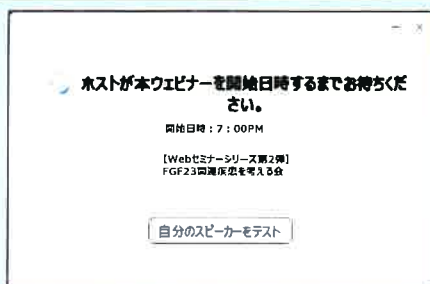 ホストが本ウェビナーを開始日時するまでお待ちくだ
さい。
開始日時:7:00PM
【Webセミナーシリーズ第2弾】
FGF23関連疾患を考える会
自分のスピーカーをテスト